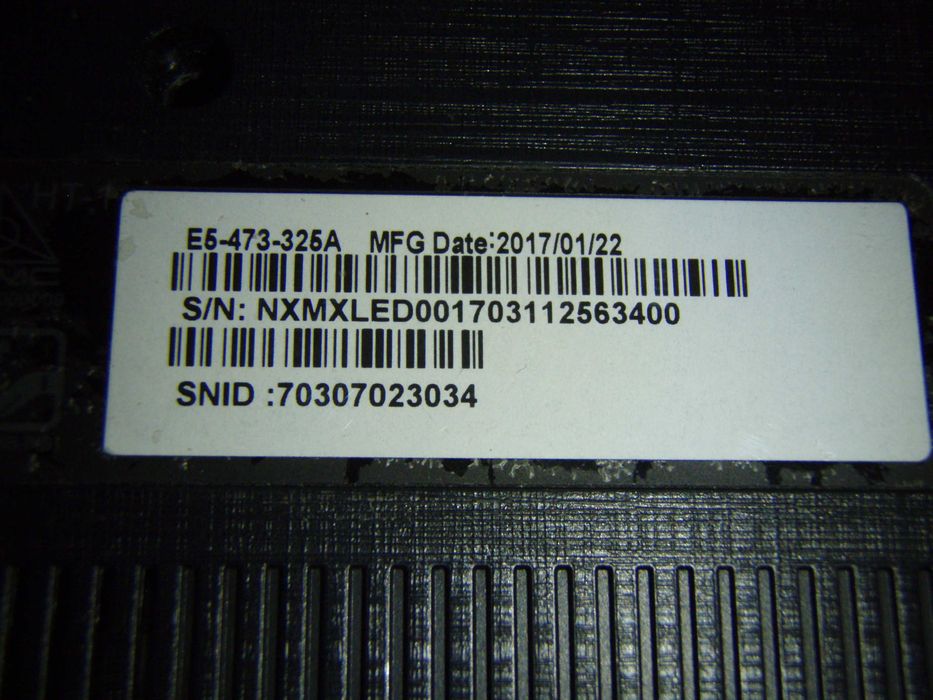 E5-473-325A MFG Date:2017/01/22
S/N: NXMXLED001703112563400
SNID :70307023034